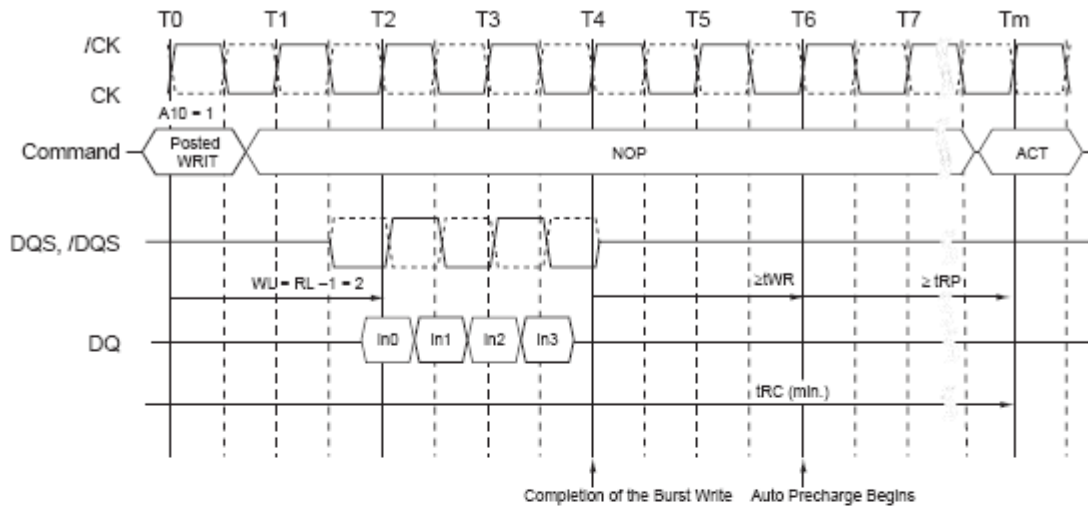 T0 T1 T2 T3 T4 T5 T6 T7 Tm
/CK
CK
A10 = 1
Command
Posted
WRIT
NOP
ACT
DQS, /DQS
WU = RL –1 = 2
≥tWR
≥ tRP
DQ
In0 In1 In2 In3
tRC (min.)
Completion of the Burst Write
Auto Precharge Begins